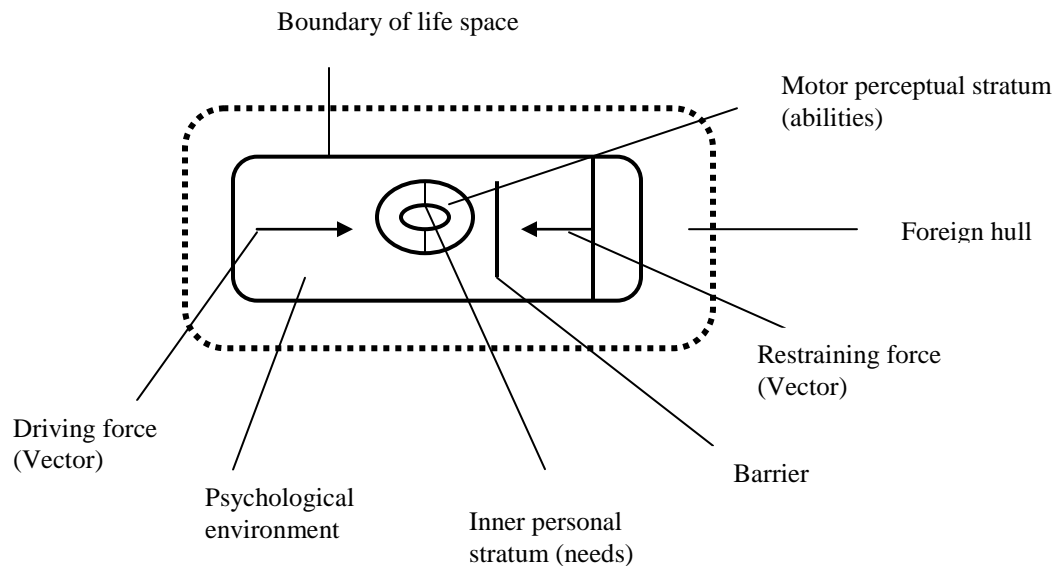 Boundary of life space
Motor perceptual stratum
(abilities)
Foreign hull
Restraining force
(Vector)
Driving force
(Vector)
Barrier
Psychological
environment
Inner personal
stratum (needs)